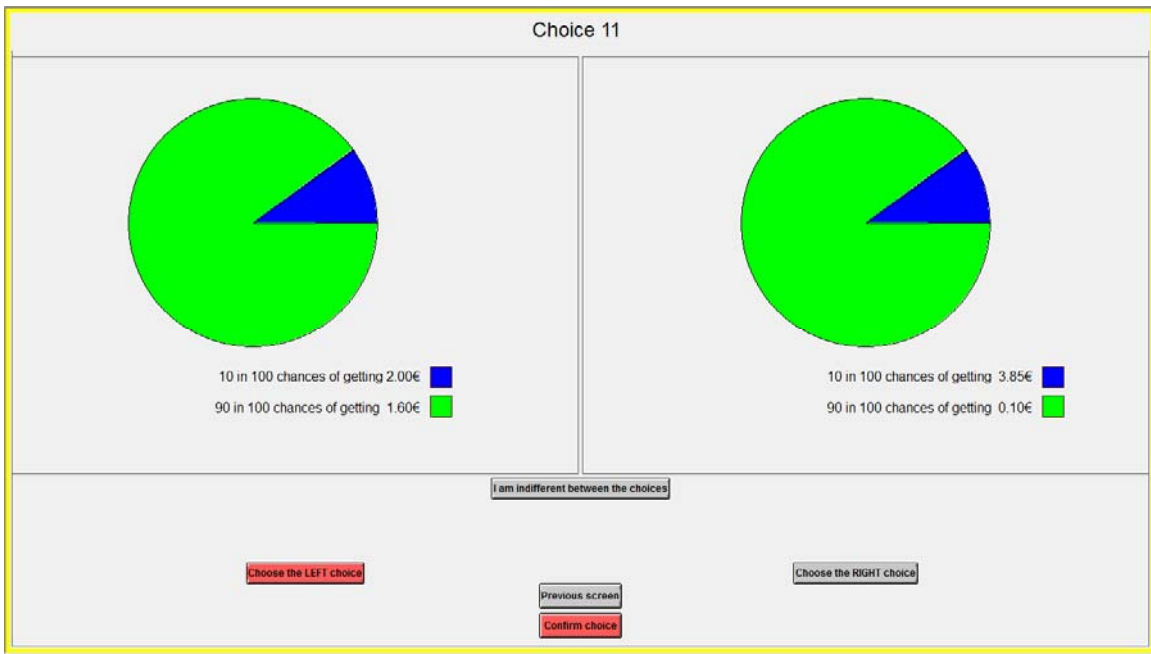 Choice 11
10 in 100 chances of getting 2.00€
90 in 100 chances of getting 1.60€
10 in 100 chances of getting 3.85€
90 in 100 chances of getting 0.10€
I am indifferent between the choices
Choose the LEFT choice
Choose the RIGHT choice
Previous screen
Confirm choice